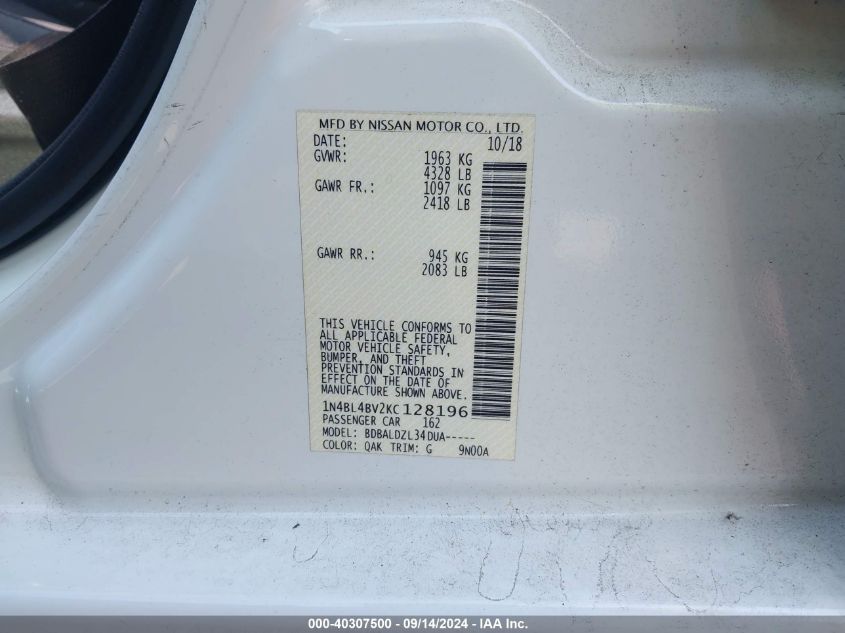 MFD BY NISSAN MOTOR CO., LTD.
DATE: 10/18
GVWR: 1963 KG
4328 LB
GAWR FR.: 1097 KG
2418 LB
GAWR RR.: 945 KG
2083 LB
THIS VEHICLE CONFORMS TO
ALL APPLICABLE FEDERAL
MOTOR VEHICLE SAFETY,
BUMPER, AND THEFT
PREVENTION STANDARDS IN
EFFECT ON THE DATE OF
MANUFACTURE SHOWN ABOVE.
1N4BL4BV2KC128196
PASSENGER CAR 162
MODEL: BDBALDZL34DUA-----
COLOR: QAK TRIM: G 9N00A
000-40307500 - 09/14/2024 - IAA Inc.